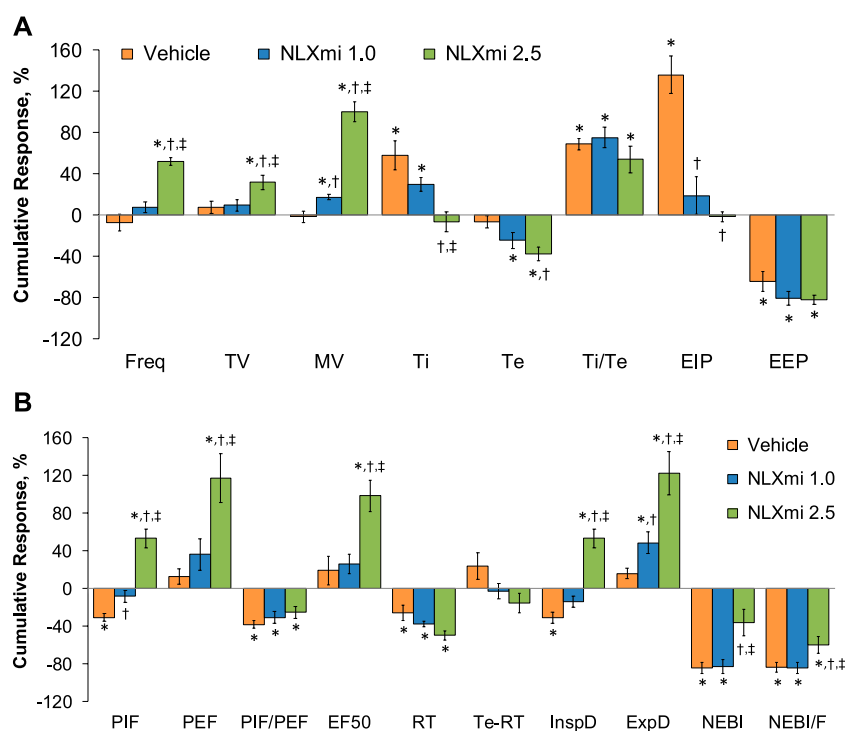 A
Cumulative Response, %
160
120
80
40
0
-40
-80
-120
Vehicle NLXmi 1.0 NLXmi 2.5
*,†,‡ *,†,‡ *,† *,†,‡ * * †,‡ * *,† * * * * † † * * *
Freq TV MV Ti Te Ti/Te EIP EEP
B
Cumulative Response, %
160
120
80
40
0
-40
-80
-120
Vehicle
NLXmi 1.0
NLXmi 2.5
* † *,†,‡ *,†,‡ * * * *,†,‡ * * * * *,†,‡ *,† *,†,‡ * * †,‡ * * *,†,‡
PIF PEF PIF/PEF EF50 RT Te-RT InspD ExpD NEBI NEBI/F